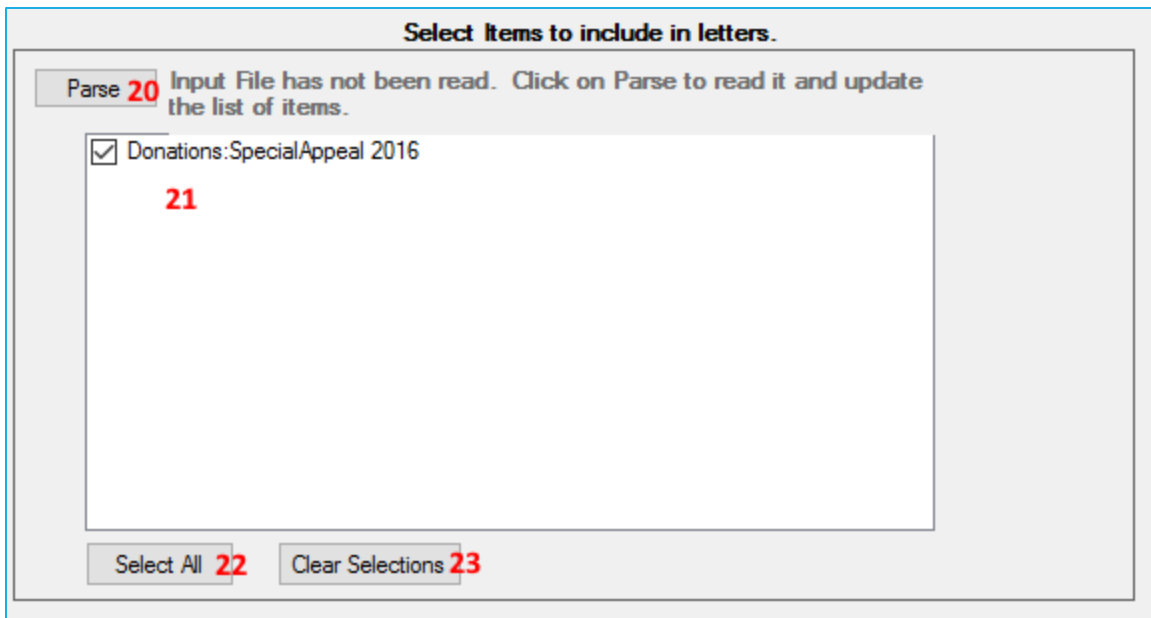 Select Items to include in letters.
Parse 20 Input File has not been read. Click on Parse to read it and update
the list of items.
Donations:SpecialAppeal 2016
21
Select All 22 Clear Selections 23